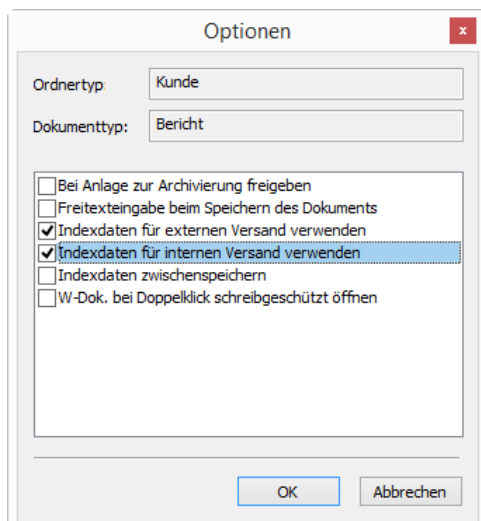 Optionen
x
Ordnertyp:
Kunde
Dokumenttyp:
Bericht
Bei Anlage zur Archivierung freigeben
Freitexteingabe beim Speichern des Dokuments
Indexdaten für externen Versand verwenden
Indexdaten für internen Versand verwenden
Indexdaten zwischenspeichern
W-Dok. bei Doppelklick schreibgeschützt öffnen
OK
Abbrechen